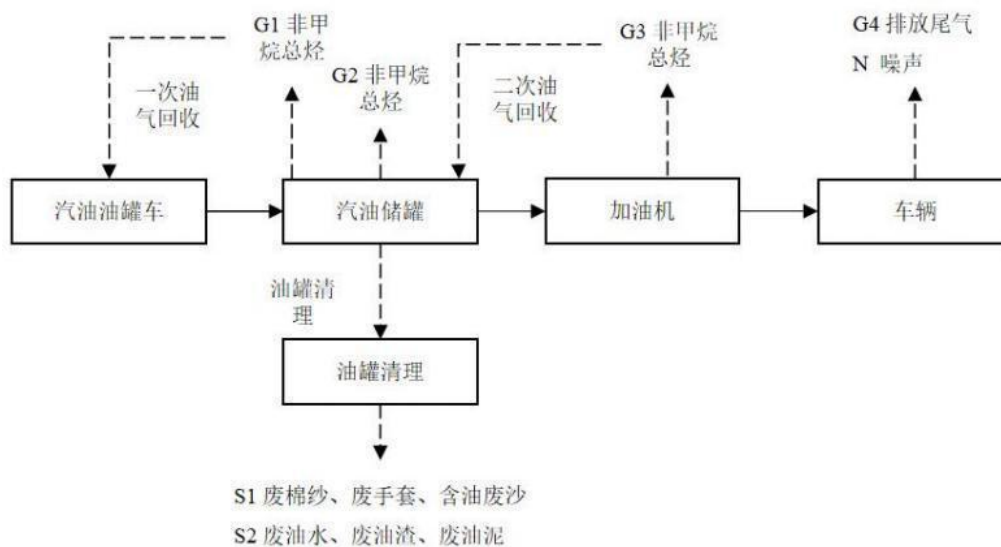 G1 非甲
烷总烃
G2 非甲烷
总烃
G3 非甲烷
总烃
G4 排放尾气
N 噪声
一次油
气回收
二次油
气回收
汽油油罐车
汽油储罐
加油机
车辆
油罐清
理
油罐清理
S1 废棉纱、废手套、含油废沙
S2 废油水、废油渣、废油泥